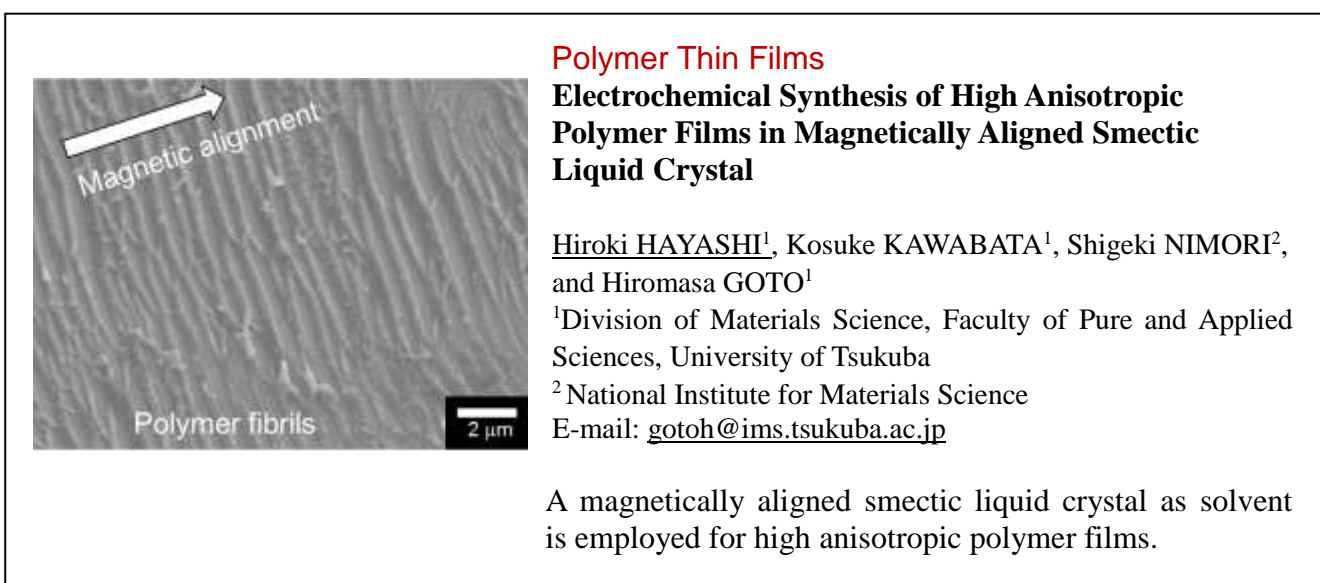 Magnetic alignment
Polymer fibrils
2 μm
Polymer Thin Films
Electrochemical Synthesis of High Anisotropic
Polymer Films in Magnetically Aligned Smectic
Liquid Crystal
Hiroki HAYASHI¹, Kosuke KAWABATA¹, Shigeki NIMORI²,
and Hiromasa GOTO¹
¹Division of Materials Science, Faculty of Pure and Applied
Sciences, University of Tsukuba
² National Institute for Materials Science
E-mail: gotoh@ims.tsukuba.ac.jp
A magnetically aligned smectic liquid crystal as solvent
is employed for high anisotropic polymer films.